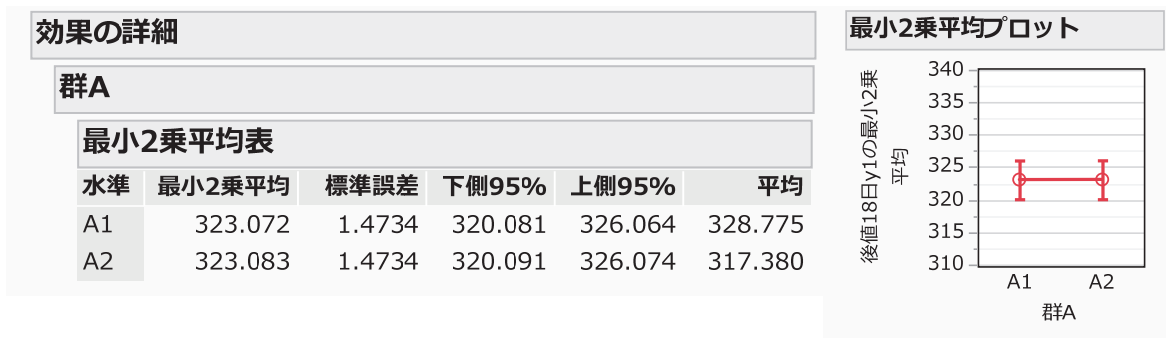 効果の詳細
群A
最小2乗平均表
水準 最小2乗平均 標準誤差 下側95% 上側95% 平均
A1 323.072 1.4734 320.081 326.064 328.775
A2 323.083 1.4734 320.091 326.074 317.380
最小2乗平均プロット
後値18日y1の最小2乗
平均
340
335
330
325
320
315
310
A1 A2
群A